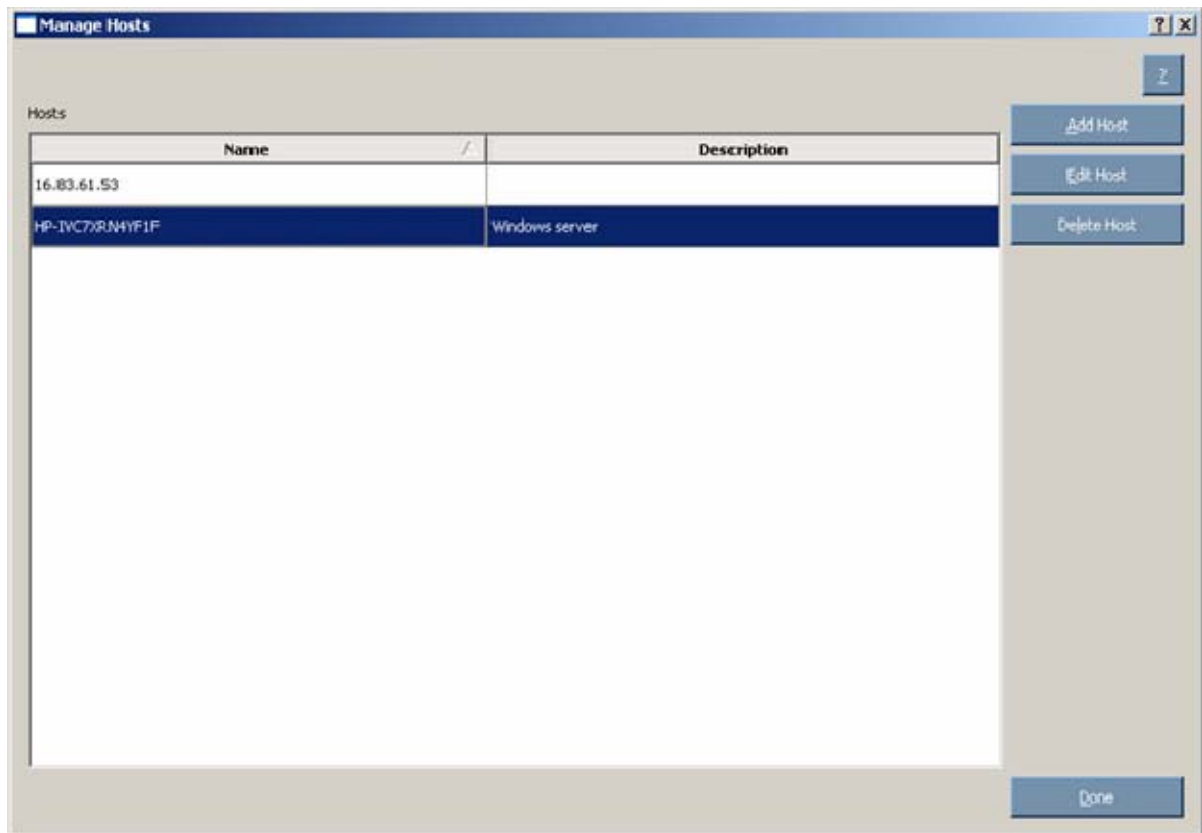 Manage Hosts
?
Hosts
Name Description
16.83.61.53
HP-IVC7XRN4YF1F Windows server
Add Host
Edit Host
Delete Host
Done